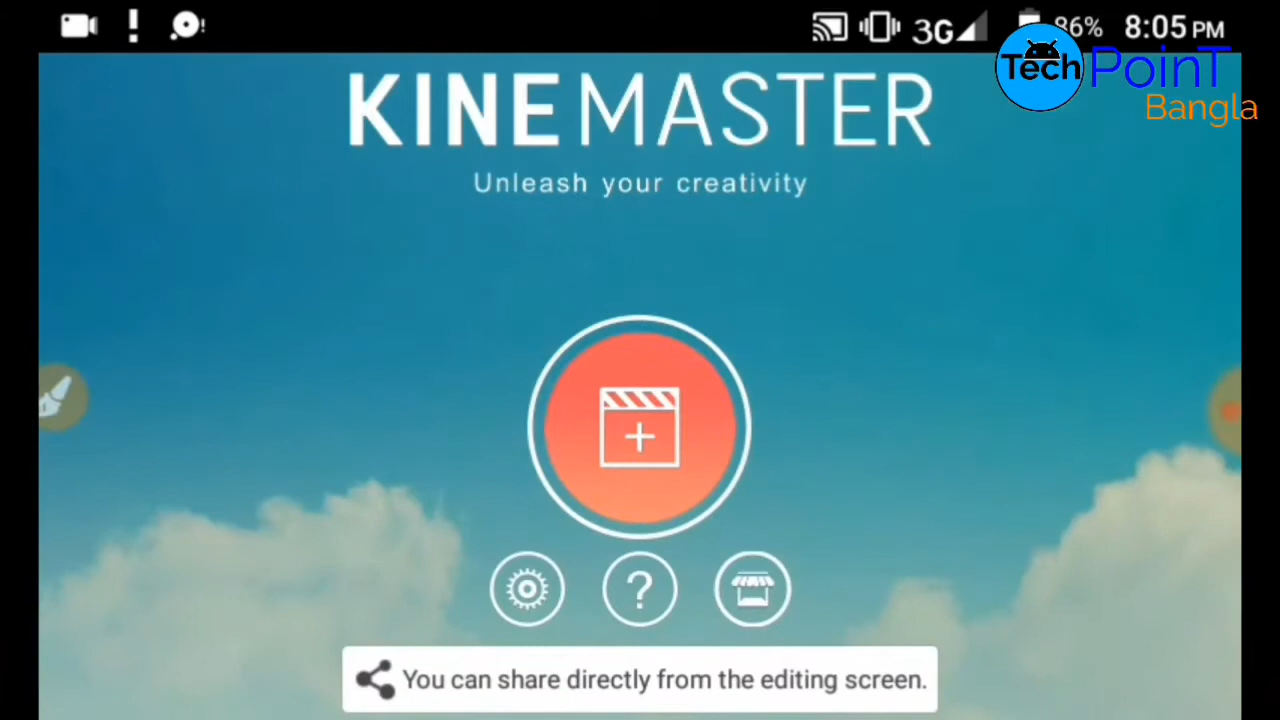 3G 86% 8:05 PM
Tech PoinT
Bangla
KINEMASTER
Unleash your creativity
?
You can share directly from the editing screen.